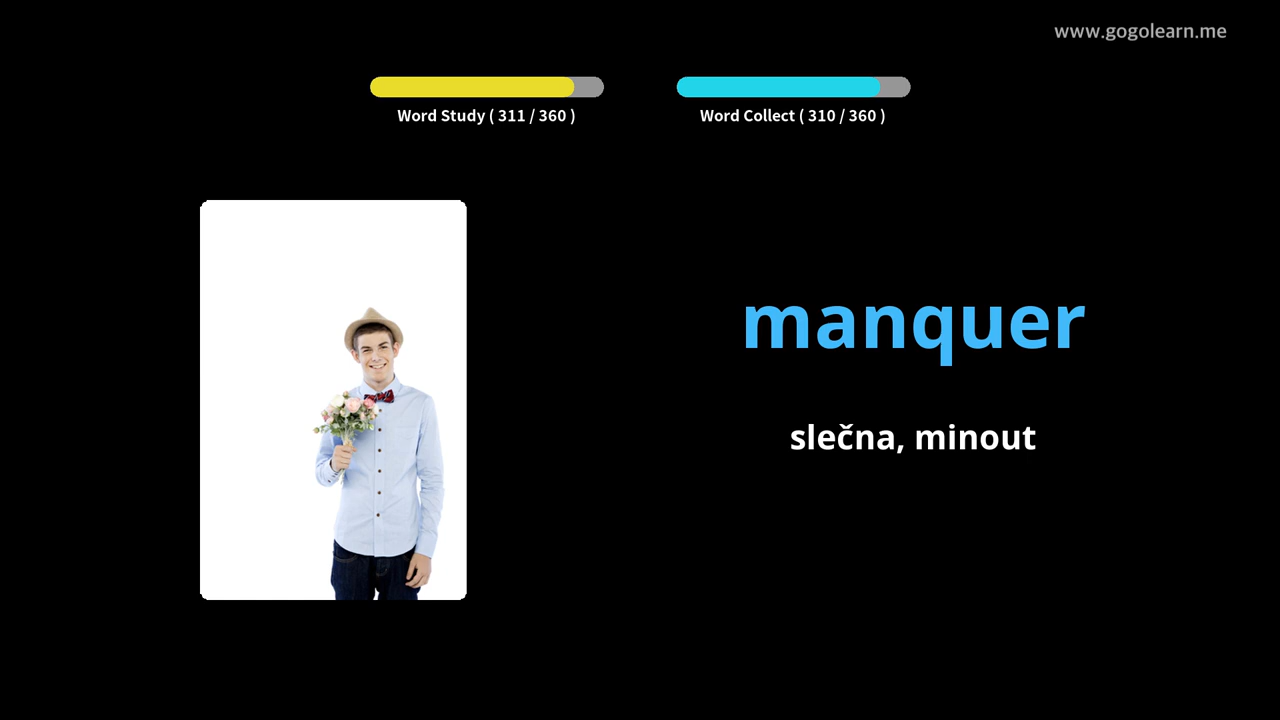 www.gogolearn.me
Word Study ( 311 / 360 )
Word Collect ( 310 / 360 )
manquer
slečna, minout